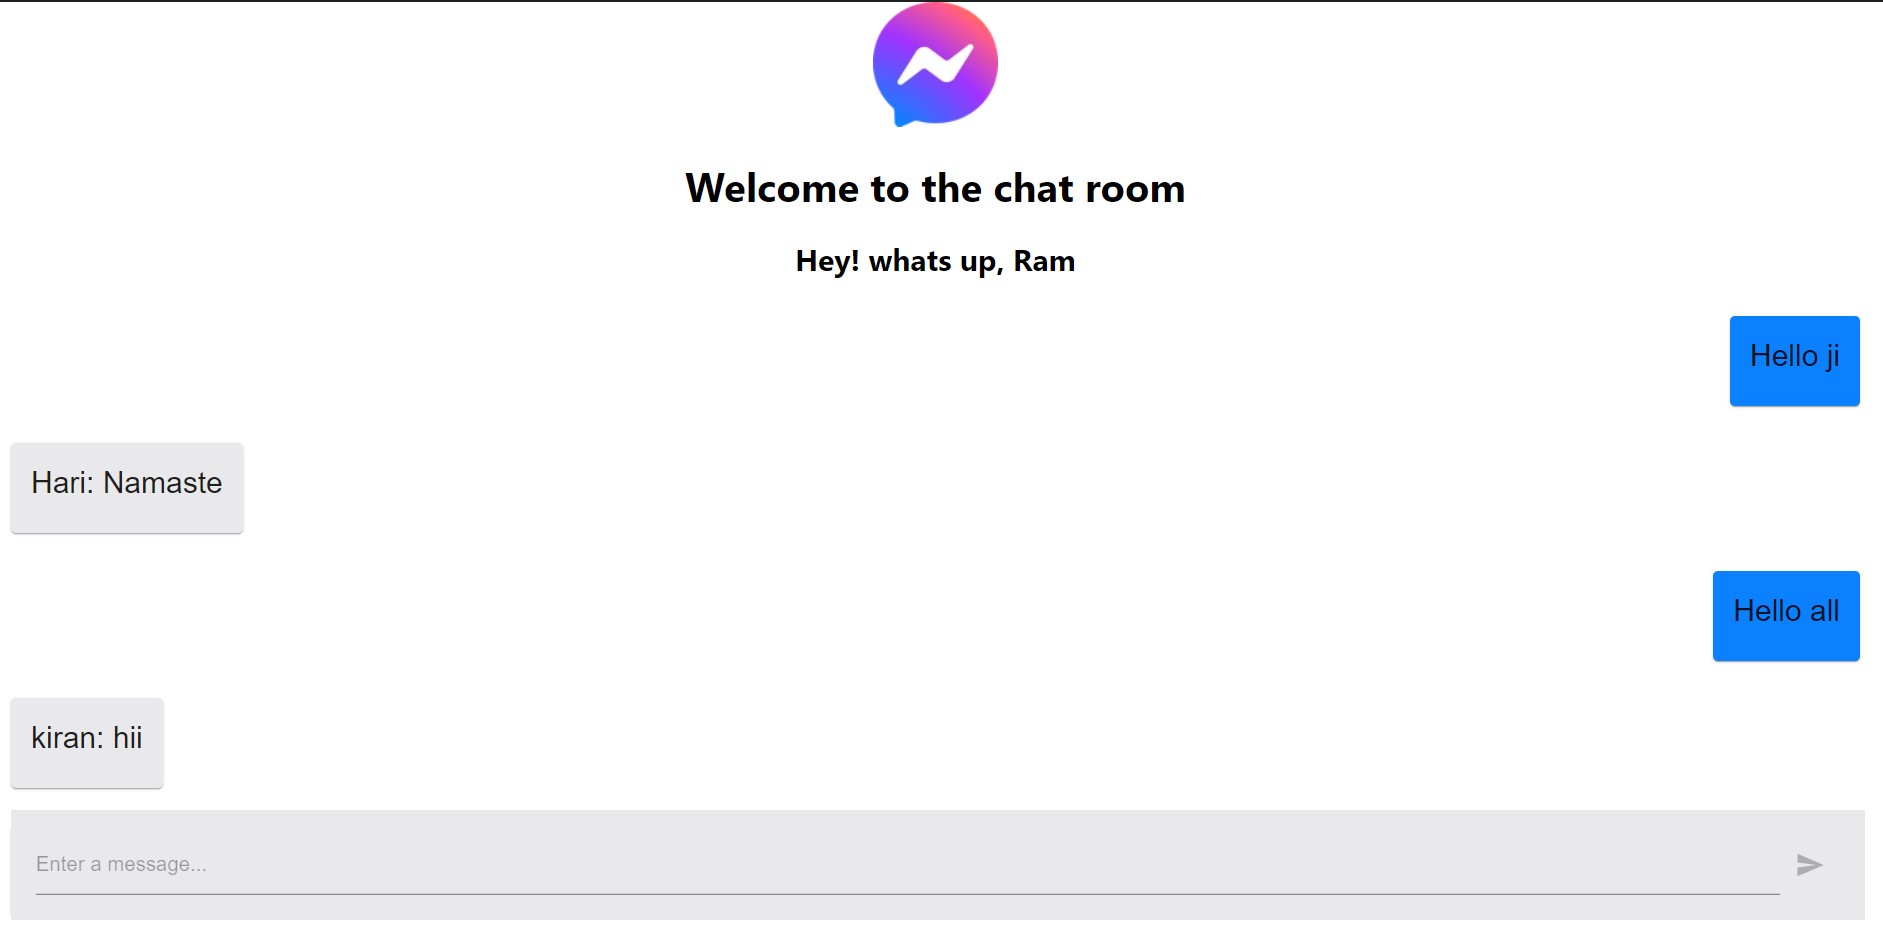 Welcome to the chat room
Hey! whats up, Ram
Hello ji
Hari: Namaste
Hello all
kiran: hii
Enter a message...